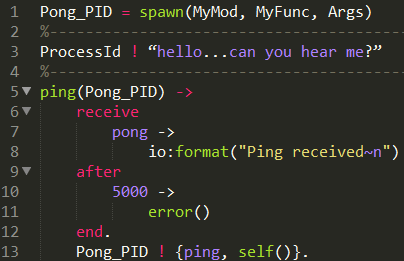 1 Pong_PID = spawn(MyMod, MyFunc, Args)
2 %---------------------------------------------
3 ProcessId ! “hello...can you hear me?”
4 %---------------------------------------------
5 ping(Pong_PID) ->
6 receive
7 pong ->
8 io:format("Ping received~n")
9 after
10 5000 ->
11 error()
12 end.
13 Pong_PID ! {ping, self()}.